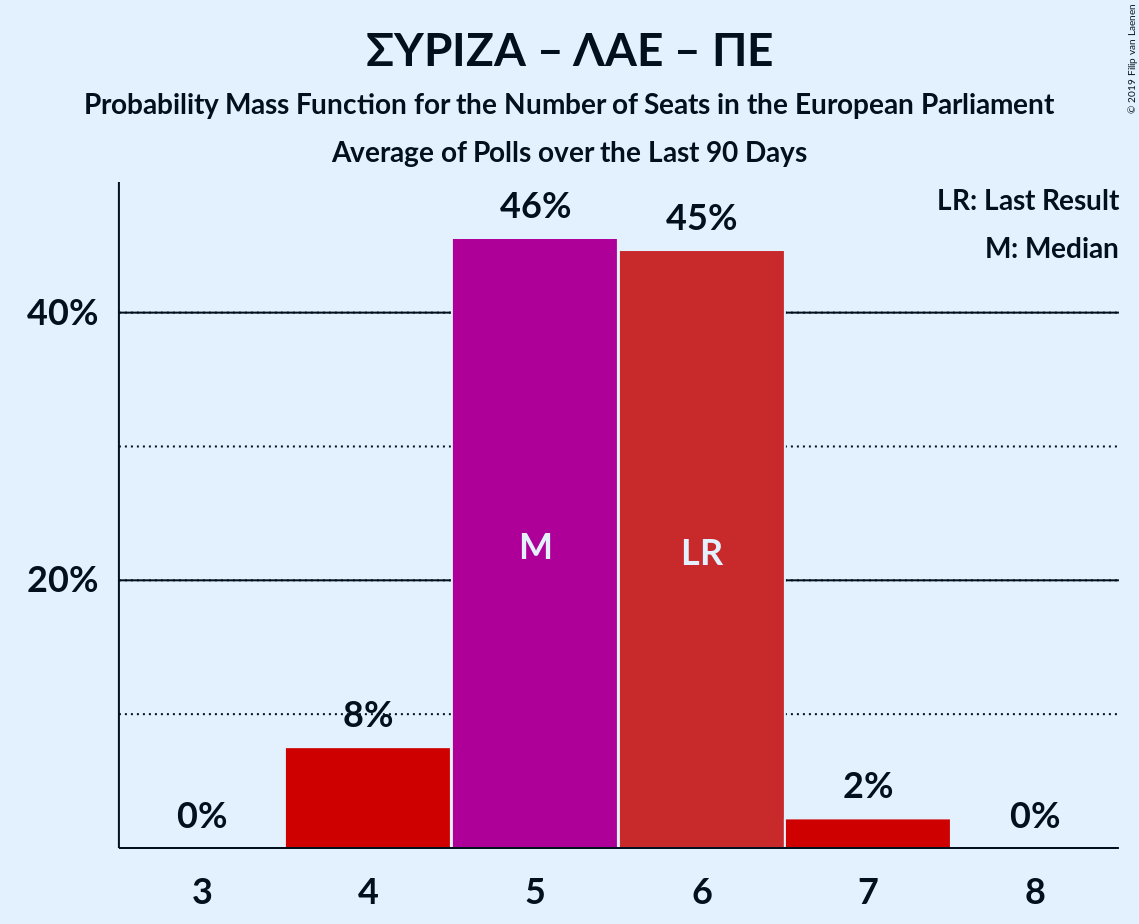 ΣΥΡΙΖΑ – ΛΑΕ – ΠΕ
Probability Mass Function for the Number of Seats in the European Parliament
Average of Polls over the Last 90 Days
© 2019 Filip van Laenen
LR: Last Result
M: Median
46%
45%
40%
M
LR
20%
8%
2%
0%
0%
3
4
5
6
7
8